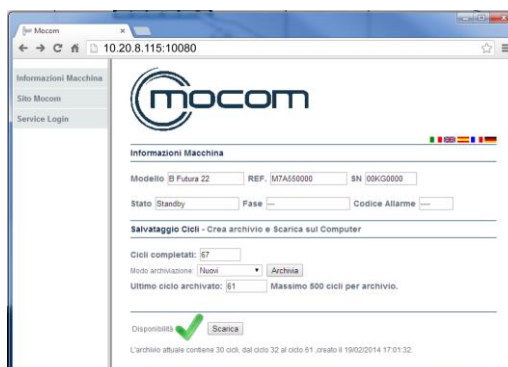 Mocom
10.20.8.115:10080
Informazioni Macchina
Sito Mocom
Service Login
mocom
Informazioni Macchina
Modello B Futura 22 REF. M7A550000 SN 00KG0000
Stato Standby Fase --- Codice Allarme ----
Salvataggio Cicli - Crea archivio e Scarica sul Computer
Cicli completati: 67
Modo archiviazione: Nuovi Archivia
Ultimo ciclo archivato: 61 Massimo 500 cicli per archivio.
Disponibilità Scarica
L'archivio attuale contiene 30 cicli, dal ciclo 32 al ciclo 61 ,creato il 19/02/2014 17:01:32.